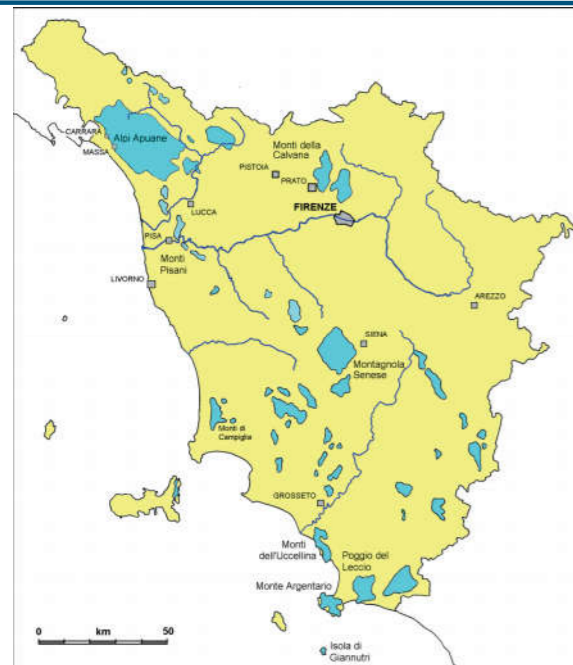 CARRARA
Alpi Apuane
MASSA
Monti della
Calvana
PISTOIA
PRATO
FIRENZE
LUCCA
PISA
Monti
Pisani
LIVORNO
AREZZO
SIENA
Montagnola
Senese
Monti di
Campiglia
GROSSETO
Monti
dell'Uccellina
Poggio del
Leccio
Monte Argentario
0 km 50
Isola di
Giannutri